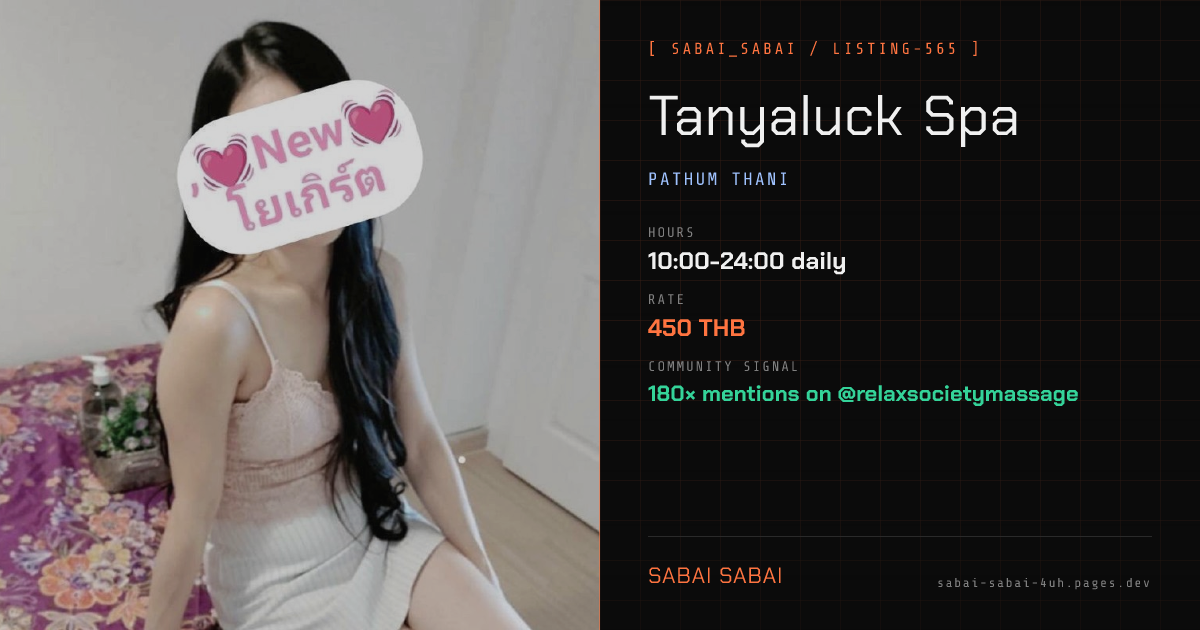 New
โยเกิร์ต
[ SABAI_SABAI / LISTING-565 ]
Tanyaluck Spa
PATHUM THANI
HOURS
10:00–24:00 daily
RATE
450 THB
COMMUNITY SIGNAL
180× mentions on @relaxsocietymassage
SABAI SABAI
sabai-sabai-4uh.pages.dev